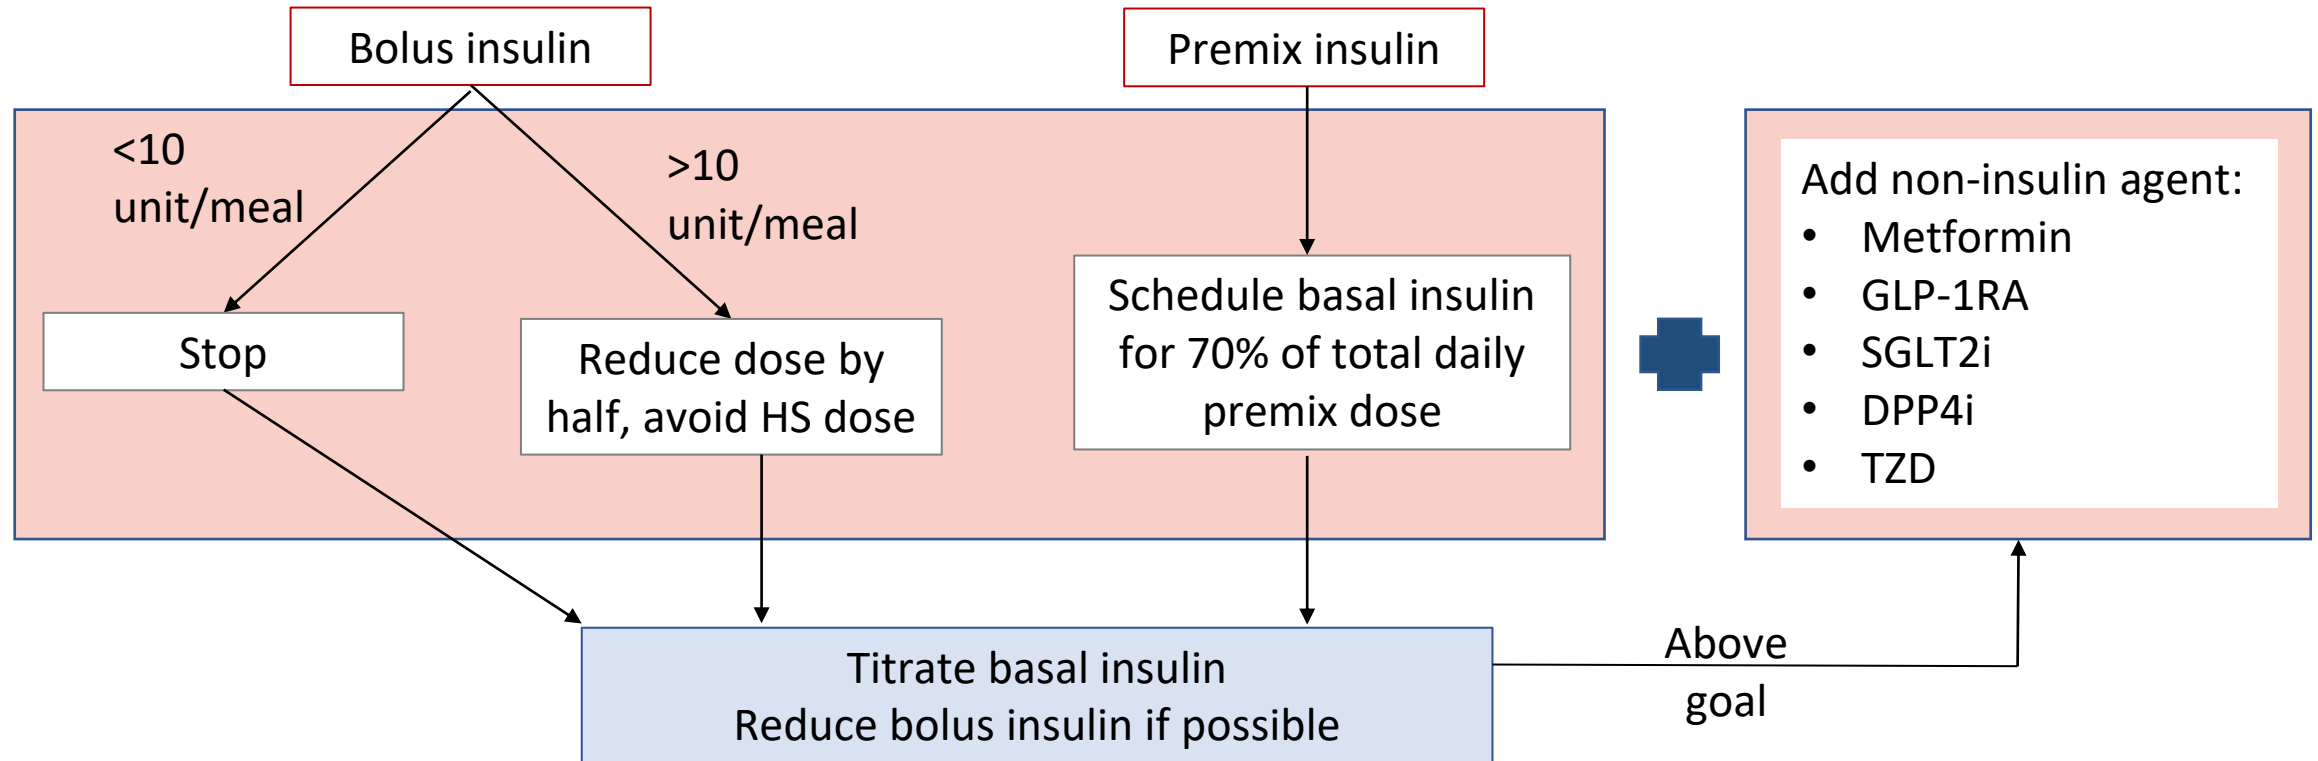 Bolus insulin
Premix insulin
<10
unit/meal
>10
unit/meal
Stop
Reduce dose by
half, avoid HS dose
Schedule basal insulin
for 70% of total daily
premix dose
Add non-insulin agent:
• Metformin
• GLP-1RA
• SGLT2i
• DPP4i
• TZD
Titrate basal insulin
Reduce bolus insulin if possible
Above
goal